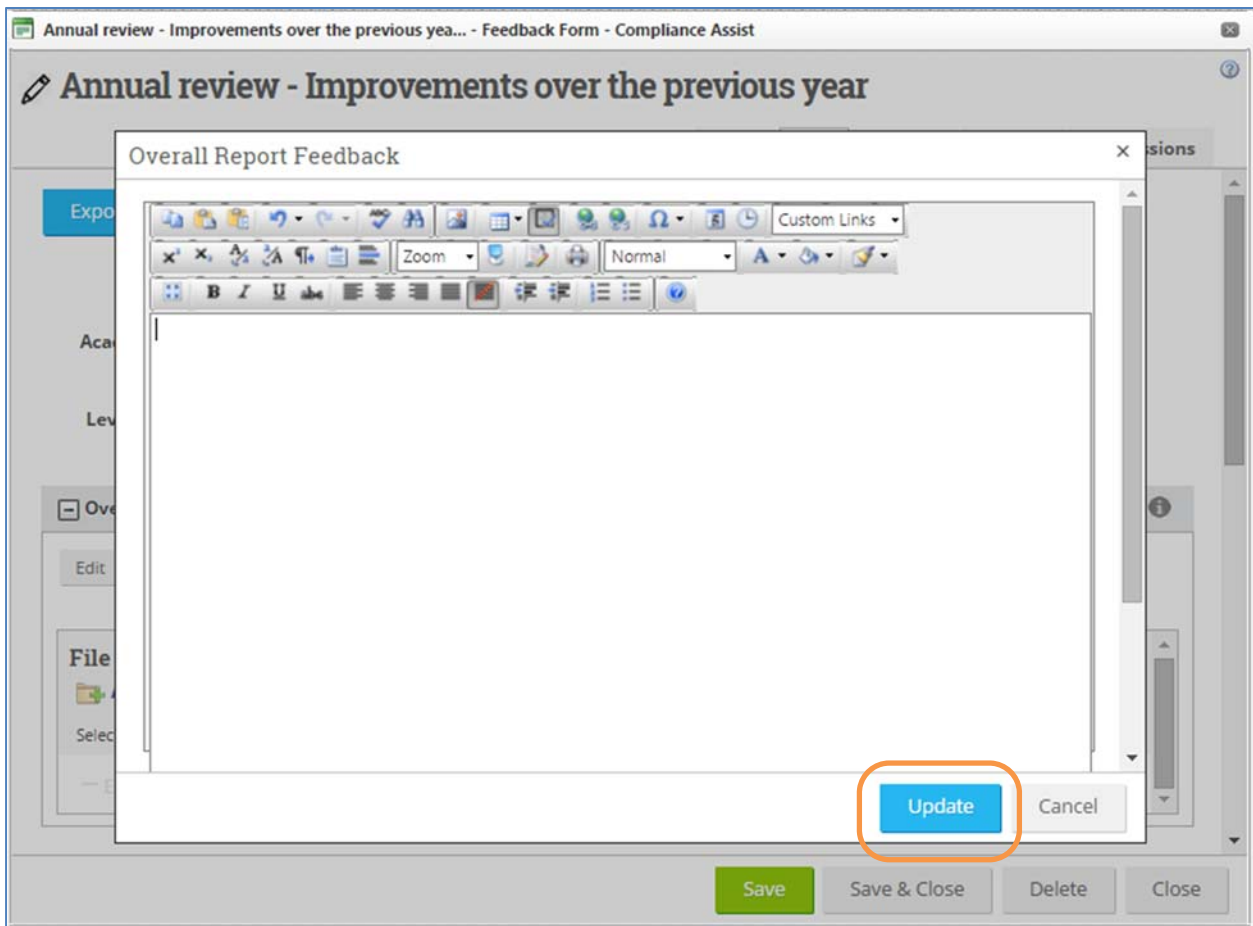 Annual review - Improvements over the previous yea... - Feedback Form - Compliance Assist
Annual review - Improvements over the previous year
ssions
Overall Report Feedback
Expo
Custom Links
Zoom
Normal
B I U abc
Aca
Lev
Ove
Edit
File
Selec
Update
Cancel
Save
Save & Close
Delete
Close